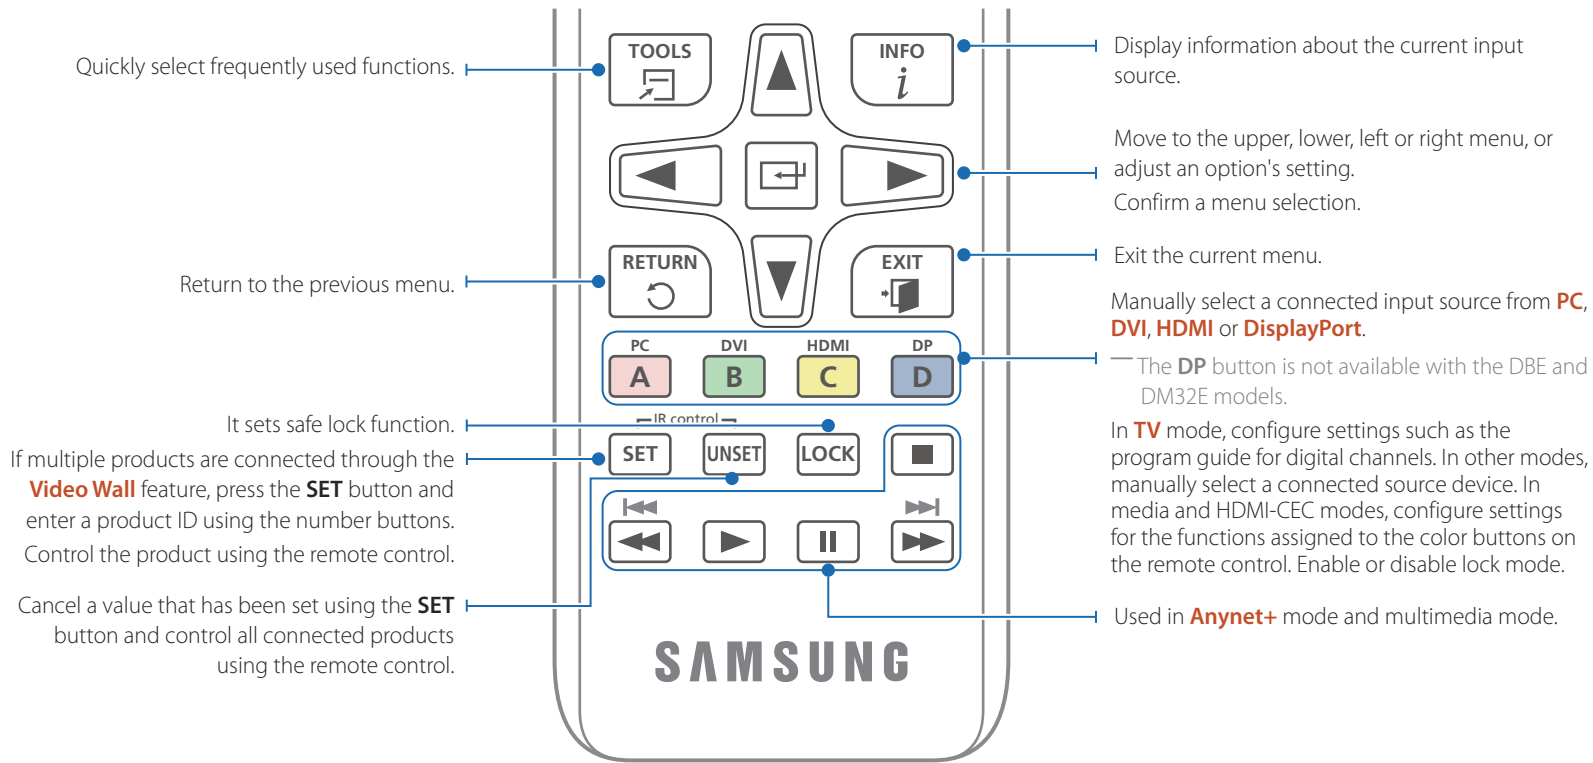 Quickly select frequently used functions.
Return to the previous menu.
It sets safe lock function.
If multiple products are connected through the
Video Wall feature, press the SET button and
enter a product ID using the number buttons.
Control the product using the remote control.
Cancel a value that has been set using the SET
button and control all connected products
using the remote control.
TOOLS
INFO
i
RETURN
EXIT
PC DVI HDMI DP
A B C D
IR control
SET UNSET LOCK
SAMSUNG
Display information about the current input
source.
Move to the upper, lower, left or right menu, or
adjust an option's setting.
Confirm a menu selection.
Exit the current menu.
Manually select a connected input source from PC,
DVI, HDMI or DisplayPort.
The DP button is not available with the DBE and
DM32E models.
In TV mode, configure settings such as the
program guide for digital channels. In other modes,
manually select a connected source device. In
media and HDMI-CEC modes, configure settings
for the functions assigned to the color buttons on
the remote control. Enable or disable lock mode.
Used in Anynet+ mode and multimedia mode.